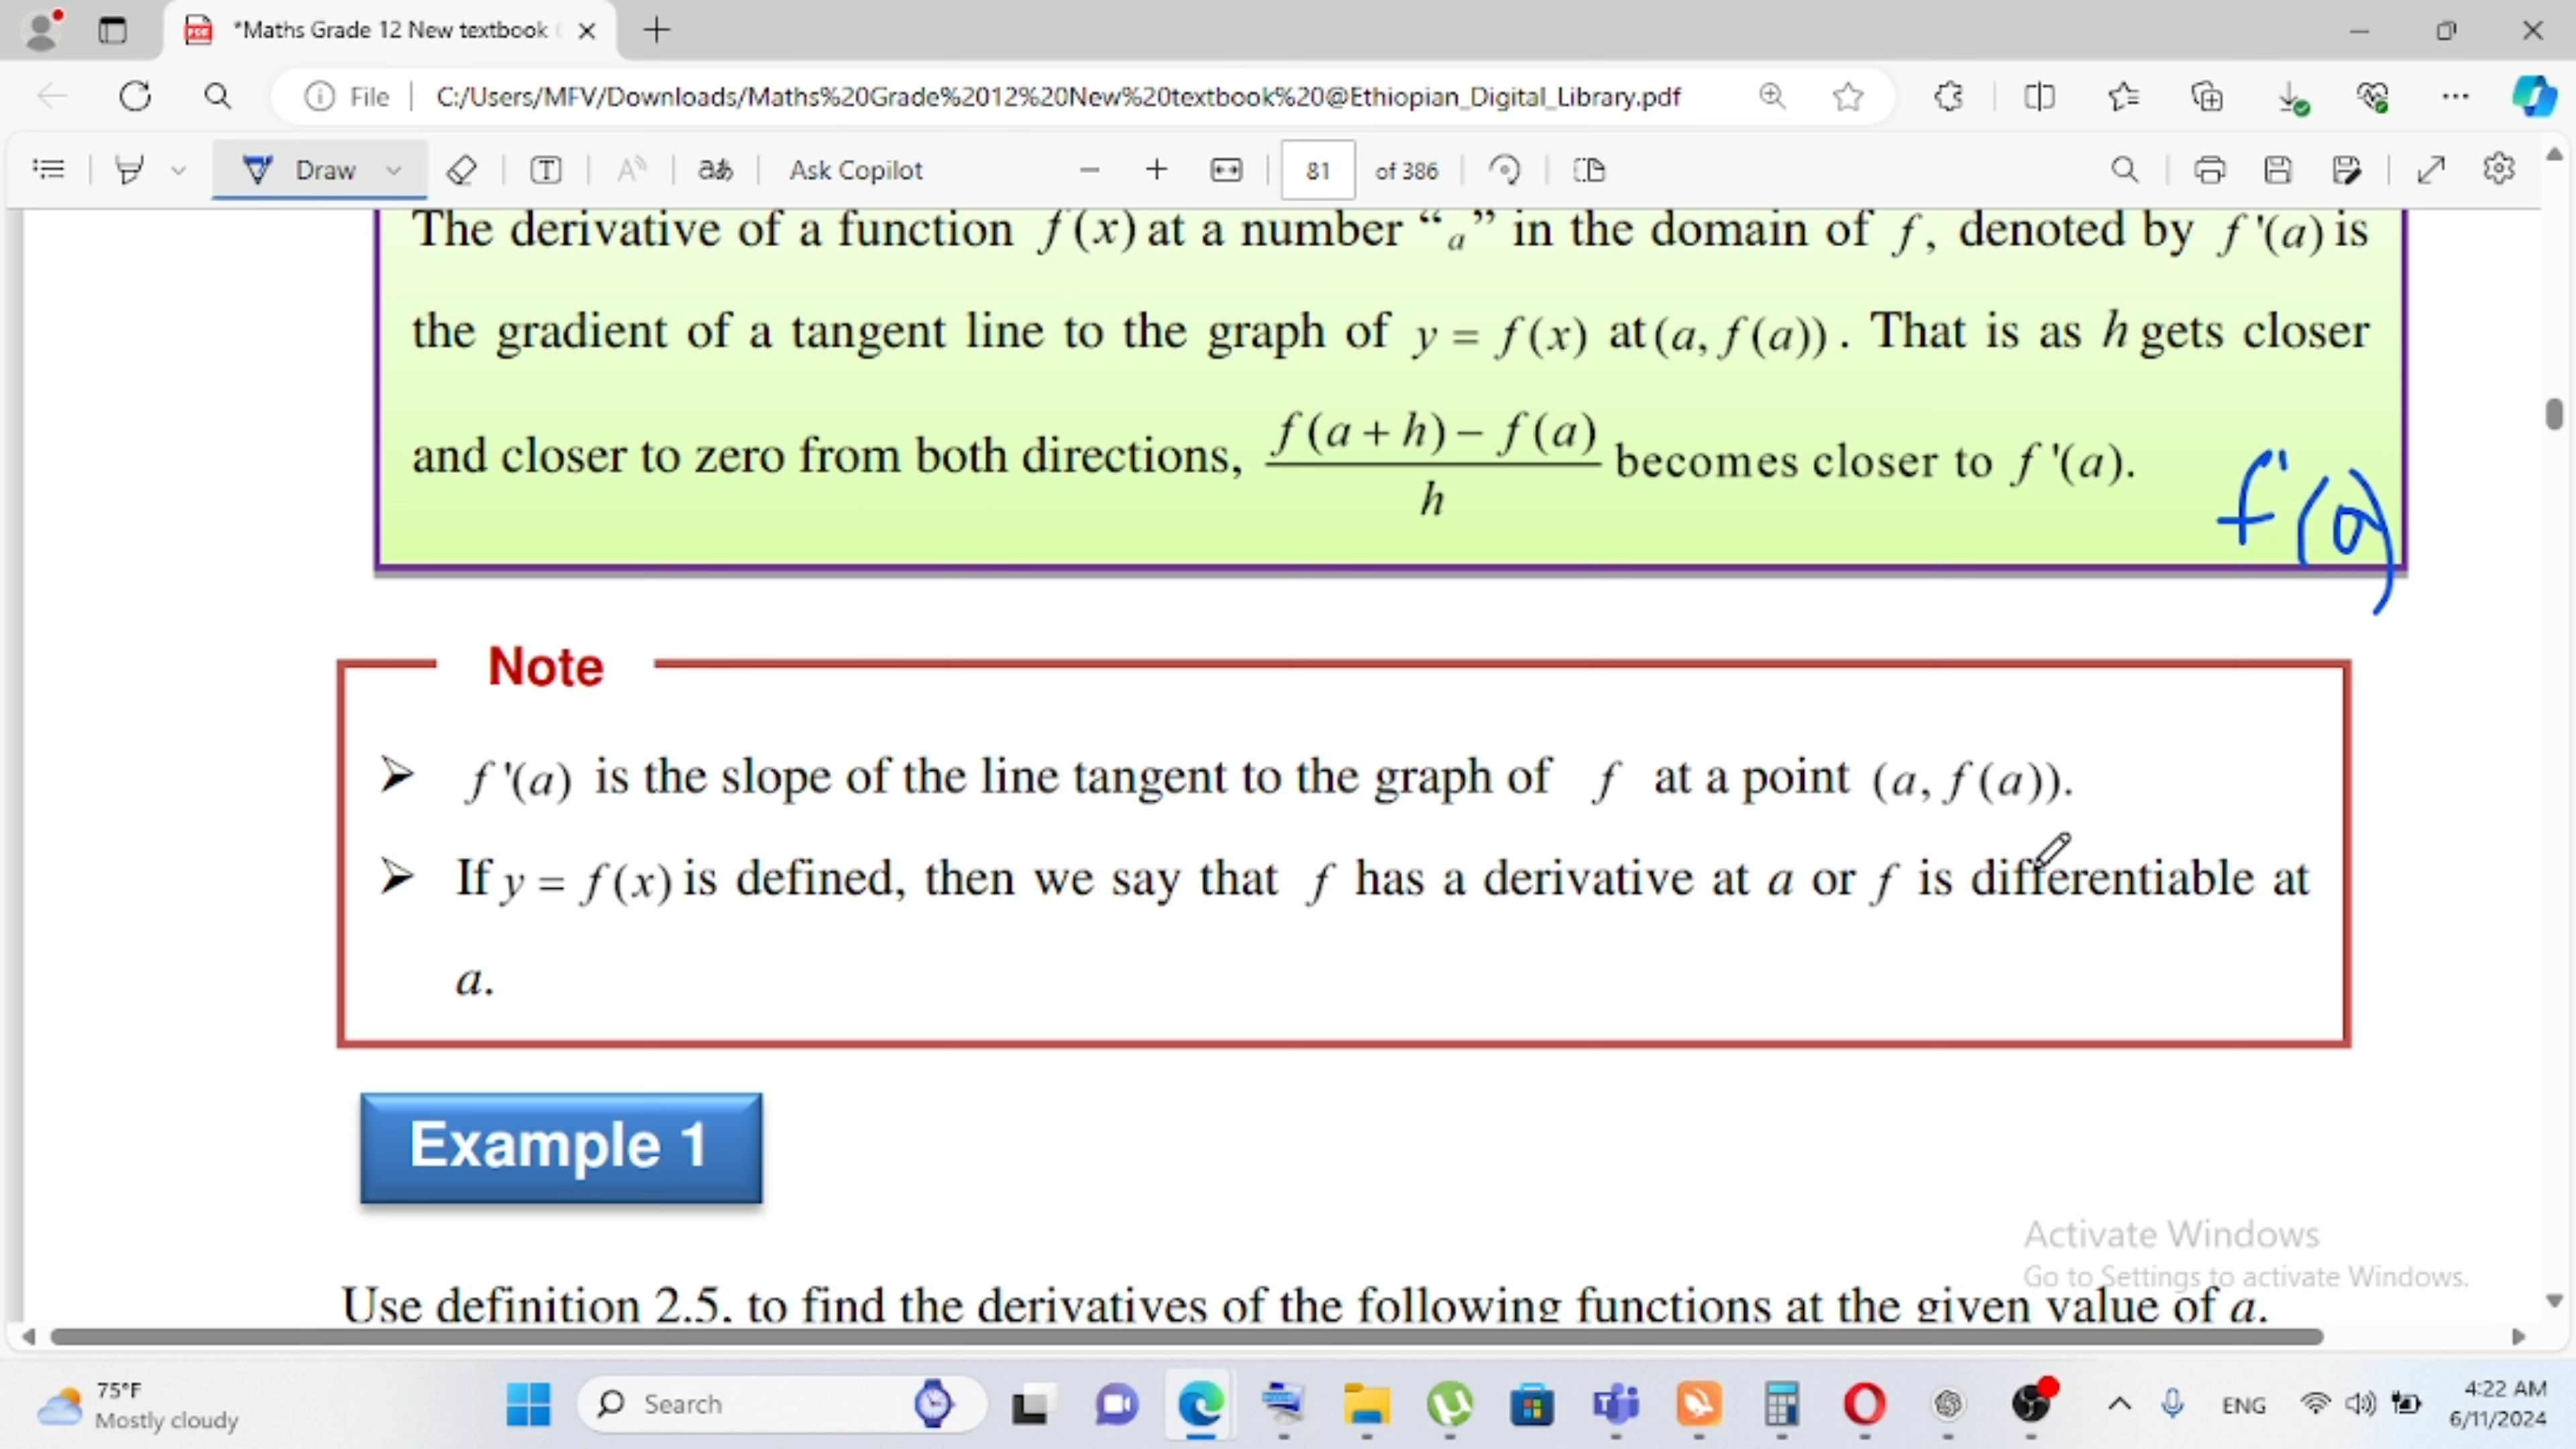 *Maths Grade 12 New textbook
File
C:/Users/MFV/Downloads/Maths%20Grade%2012%20New%20textbook%20@Ethiopian_Digital_Library.pdf
Draw
Ask Copilot
81 of 386
The derivative of a function f(x) at a number “a” in the domain of f, denoted by f'(a) is
the gradient of a tangent line to the graph of y = f(x) at (a, f(a)). That is as h gets closer
and closer to zero from both directions, \frac{f(a+h) − f(a)}{h} becomes closer to f'(a).
f'(a)
Note
➢ f'(a) is the slope of the line tangent to the graph of f at a point (a, f(a)).
➢ If y = f(x) is defined, then we say that f has a derivative at a or f is differentiable at
a.
Example 1
Activate Windows
Go to Settings to activate Windows.
Use definition 2.5. to find the derivatives of the following functions at the given value of a.
75°F
Mostly cloudy
Search
ENG
4:22 AM
6/11/2024